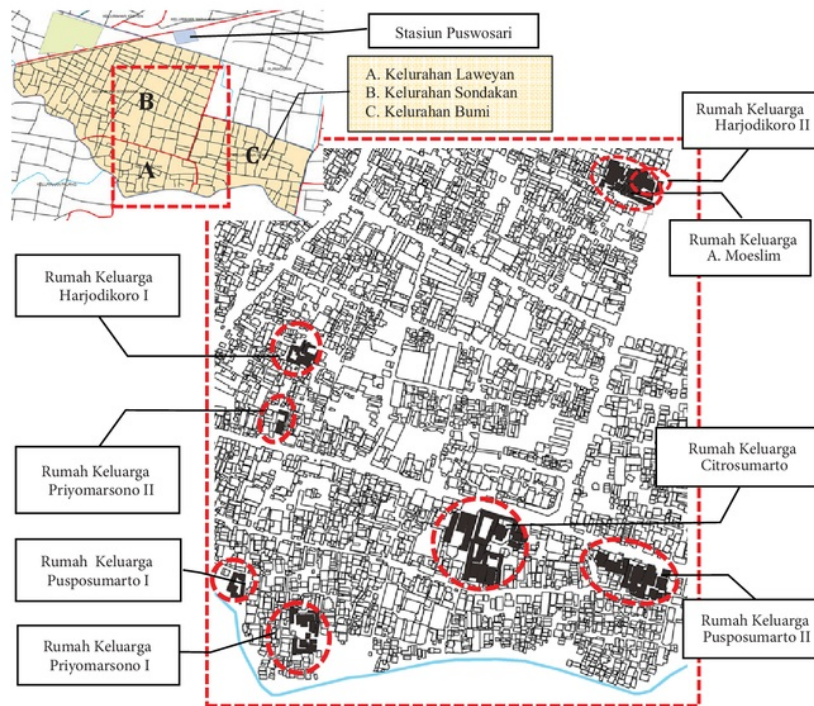 Stasiun Puswosari
A. Kelurahan Laweyan
B. Kelurahan Sondakan
C. Kelurahan Bumi
B
A
C
Rumah Keluarga
Harjodikoro II
Rumah Keluarga
A. Moeslim
Rumah Keluarga
Harjodikoro I
Rumah Keluarga
Citrosumarto
Rumah Keluarga
Priyomarsono II
Rumah Keluarga
Pusposumarto I
Rumah Keluarga
Pusposumarto II
Rumah Keluarga
Priyomarsono I